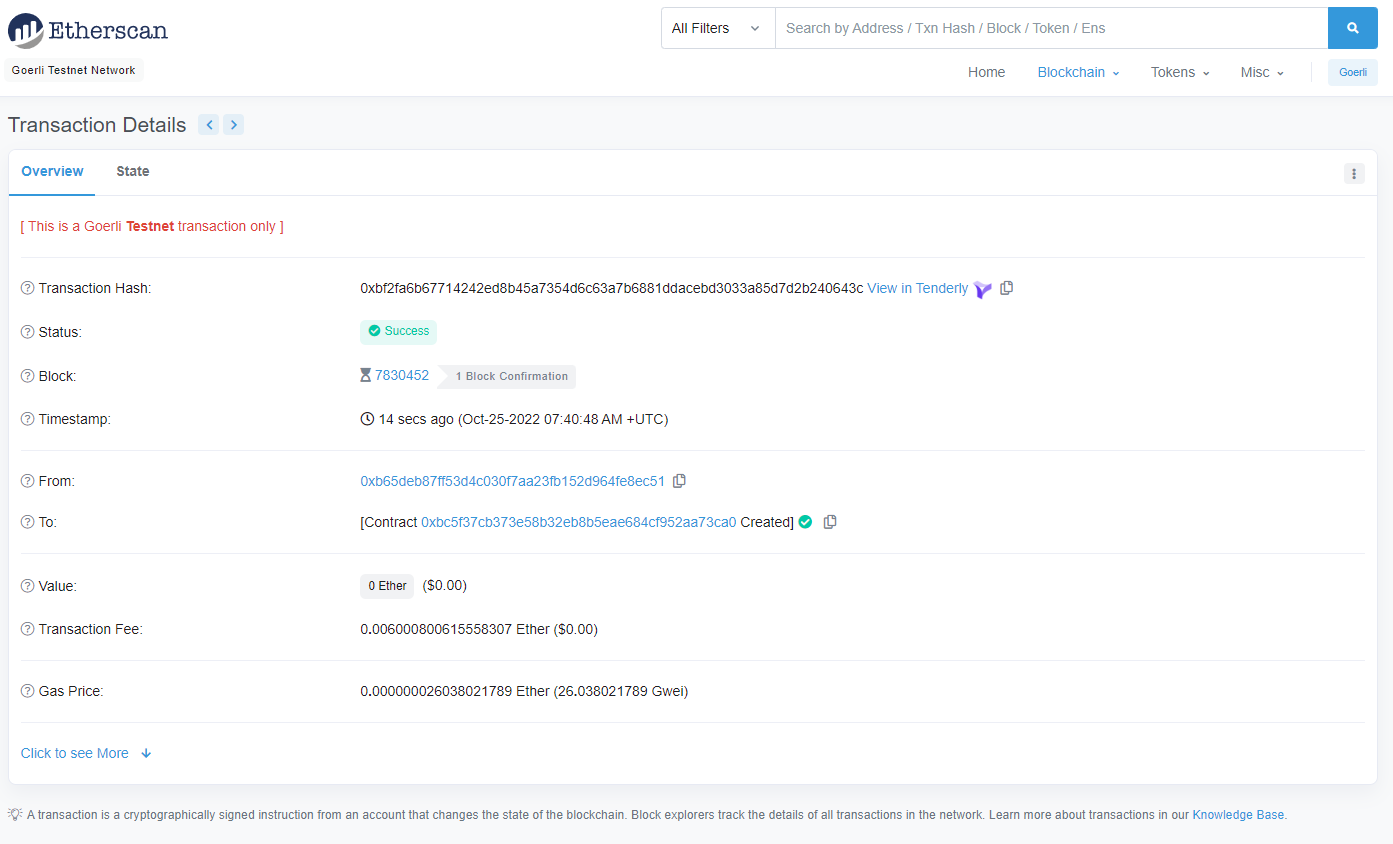 Etherscan
All Filters
Search by Address / Txn Hash / Block / Token / Ens
Goerli Testnet Network
Home Blockchain Tokens Misc Goerli
Transaction Details
Overview State
[ This is a Goerli Testnet transaction only ]
Transaction Hash: 0xbf2fa6b67714242ed8b45a7354d6c63a7b6881ddacebd3033a85d7d2b240643c View in Tenderly
Status: Success
Block: 7830452 1 Block Confirmation
Timestamp: 14 secs ago (Oct-25-2022 07:40:48 AM +UTC)
From: 0xb65deb87ff53d4c030f7aa23fb152d964fe8ec51
To: [Contract 0xbc5f37cb373e58b32eb8b5eae684cf952aa73ca0 Created]
Value: 0 Ether ($0.00)
Transaction Fee: 0.006000800615558307 Ether ($0.00)
Gas Price: 0.000000026038021789 Ether (26.038021789 Gwei)
Click to see More
A transaction is a cryptographically signed instruction from an account that changes the state of the blockchain. Block explorers track the details of all transactions in the network. Learn more about transactions in our Knowledge Base.